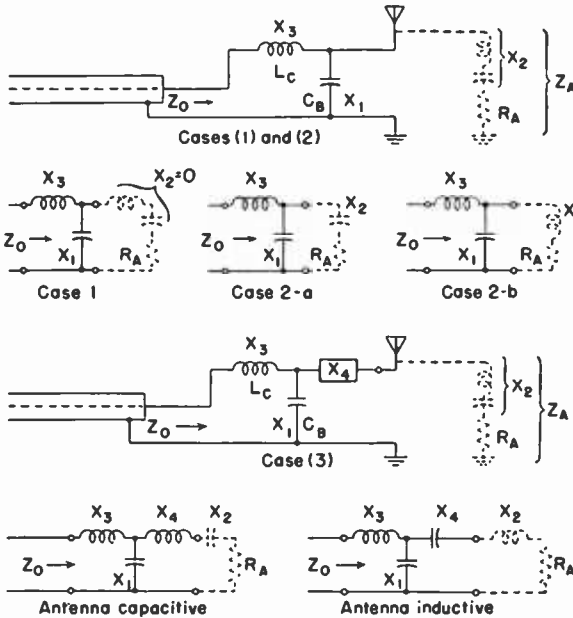 X3
LC
Z0 →
CB X1
X2
RA
ZA
Cases (1) and (2)
X3
X2=0
Z0 →
X1
RA
Case 1
X3
X2
Z0 →
X1
RA
Case 2-a
X3
Z0 →
X1
RA
Case 2-b
X3
LC
X4
Z0 →
X1 CB
X2
RA
ZA
Case (3)
X3 X4 X2
Z0 →
X1
RA
Antenna capacitive
X3 X4 X2
Z0 →
X1
RA
Antenna inductive